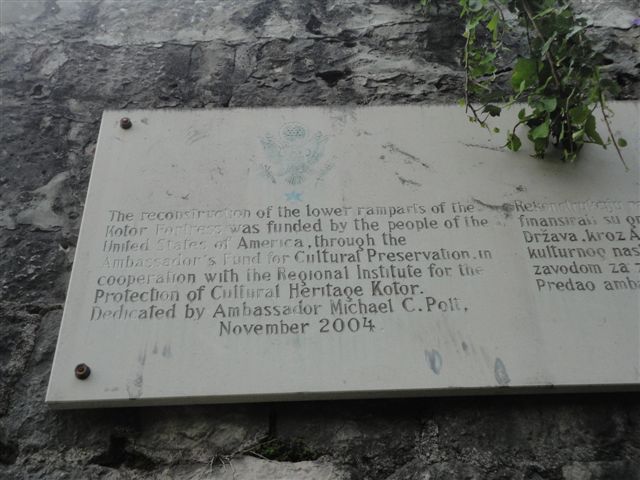 The reconstruction of the lower ramparts of the
Kotor Fortress was funded by the people of the
United States of America, through the
Ambassador's Fund for Cultural Preservation, in
cooperation with the Regional Institute for the
Protection of Cultural Heritage Kotor.
Dedicated by Ambassador Michael C. Polt,
November 2004
Rekonstrukciju
finansirali su
Država, kroz
kulturnog
zavodom za
Predao